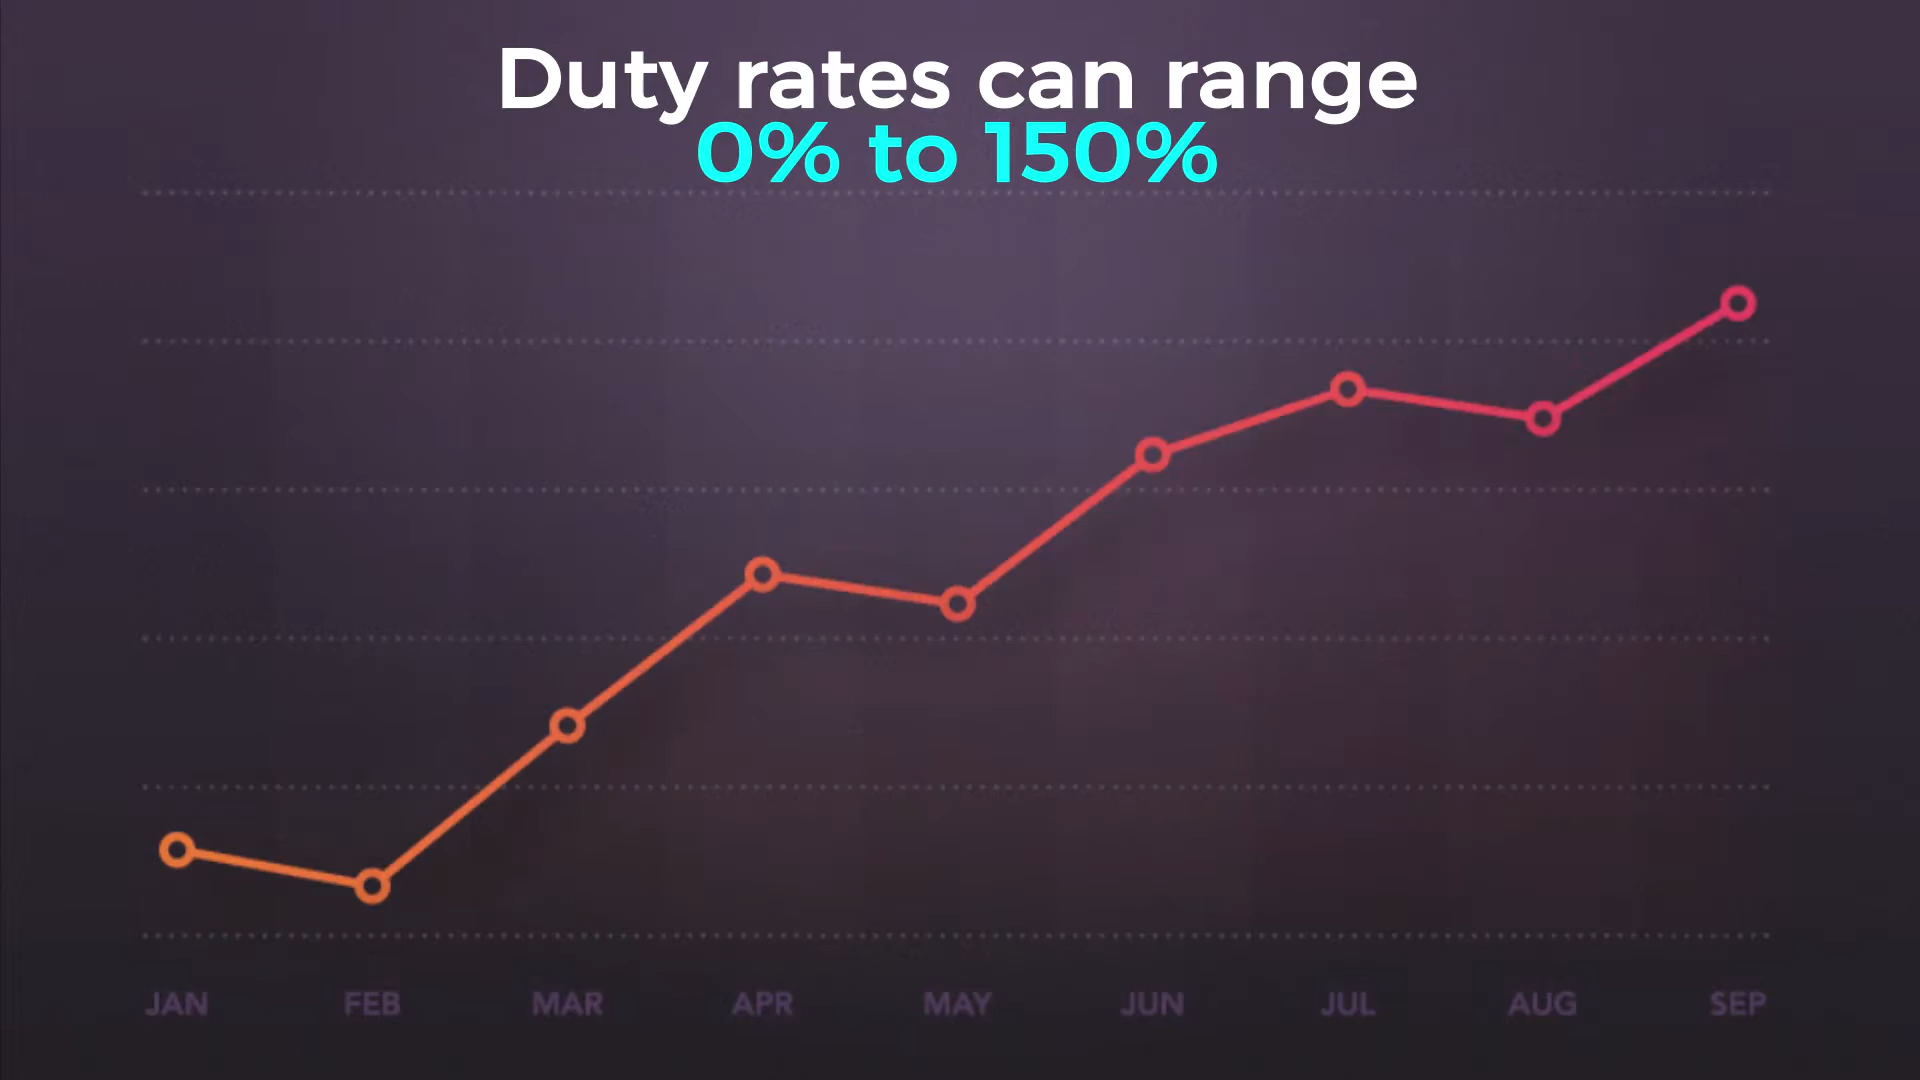 Duty rates can range
0% to 150%
JAN FEB MAR APR MAY JUN JUL AUG SEP